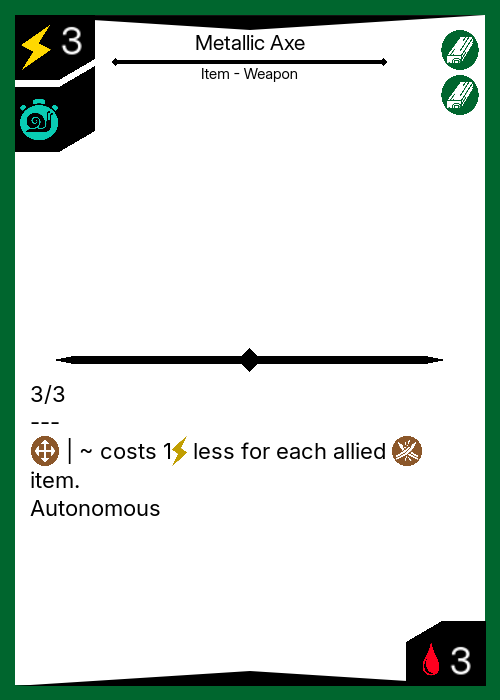 3
Metallic Axe
Item - Weapon
3/3
---
| ~ costs 1 less for each allied
item.
Autonomous
3